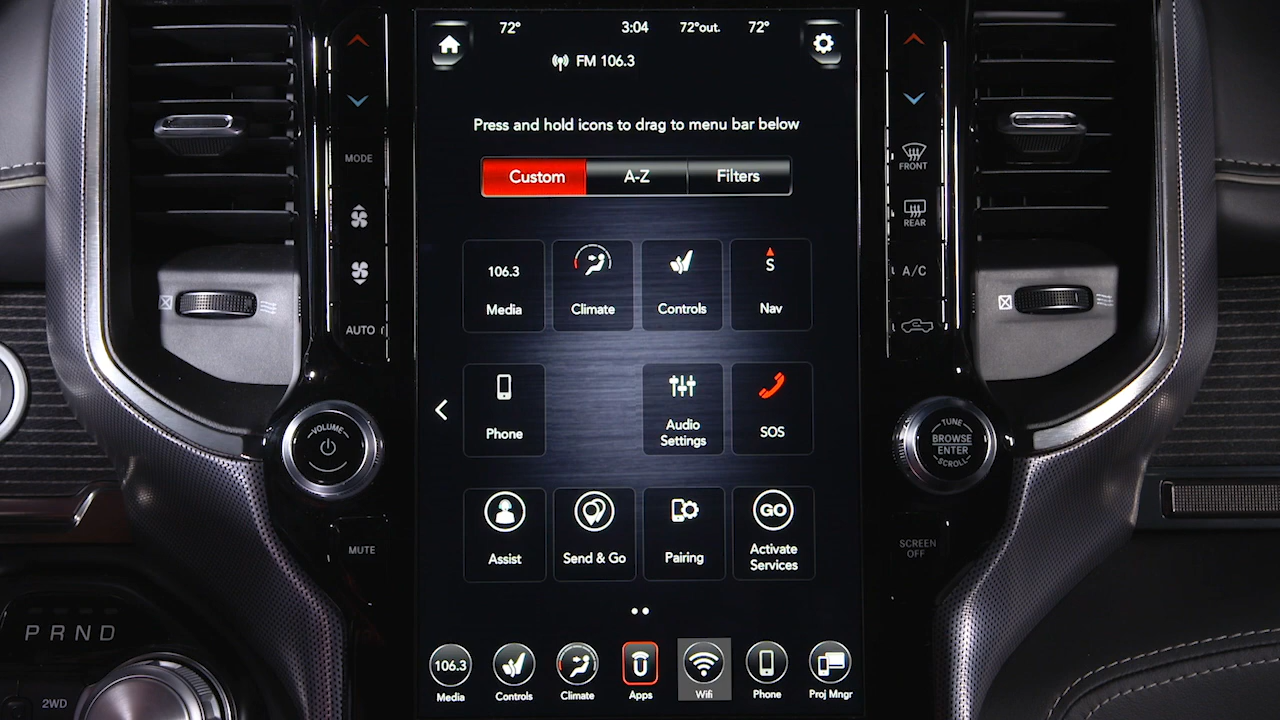 72° 3:04 72°out. 72°
FM 106.3
Press and hold icons to drag to menu bar below
Custom A-Z Filters
106.3 S
Media Climate Controls Nav
Phone Audio Settings SOS
GO
Assist Send & Go Pairing Activate Services
106.3
Media Controls Climate Apps Wifi Phone Proj Mngr
MODE
AUTO
VOLUME
MUTE
FRONT
REAR
A/C
TUNE
BROWSE
ENTER
SCROLL
SCREEN
OFF
P R N D
2WD